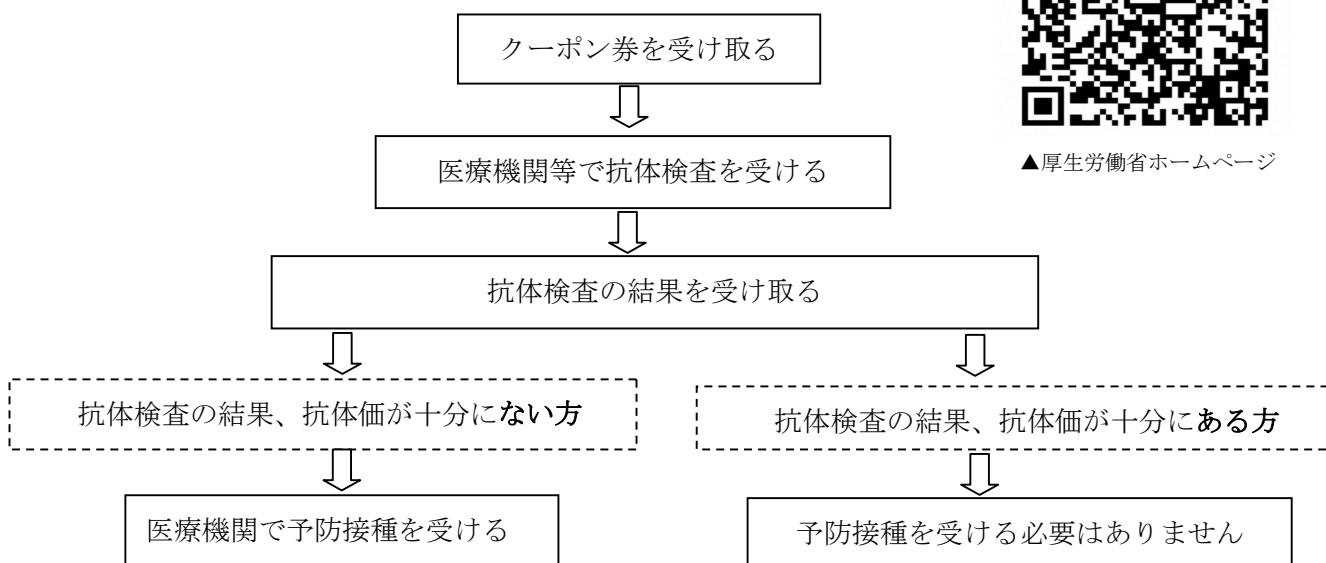 クーポン券を受け取る
医療機関等で抗体検査を受ける
▲厚生労働省ホームページ
抗体検査の結果を受け取る
抗体検査の結果、抗体価が十分にない方
抗体検査の結果、抗体価が十分にある方
医療機関で予防接種を受ける
予防接種を受ける必要はありません